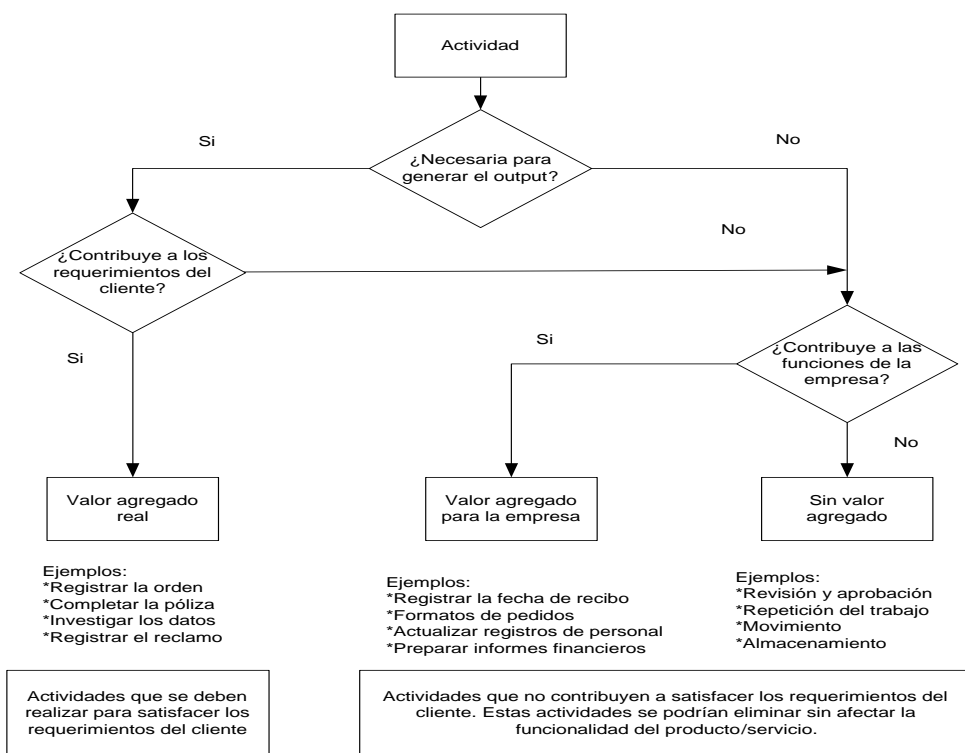 Actividad
Si
No
¿Necesaria para
generar el output?
No
¿Contribuye a los
requerimientos del
cliente?
Si
Si
¿Contribuye a las
funciones de la
empresa?
No
Valor agregado
real
Valor agregado
para la empresa
Sin valor
agregado
Ejemplos:
*Registrar la orden
*Completar la póliza
*Investigar los datos
*Registrar el reclamo
Ejemplos:
*Registrar la fecha de recibo
*Formatos de pedidos
*Actualizar registros de personal
*Preparar informes financieros
Ejemplos:
*Revisión y aprobación
*Repetición del trabajo
*Movimiento
*Almacenamiento
Actividades que se deben
realizar para satisfacer los
requerimientos del cliente
Actividades que no contribuyen a satisfacer los requerimientos del
cliente. Estas actividades se podrían eliminar sin afectar la
funcionalidad del producto/servicio.